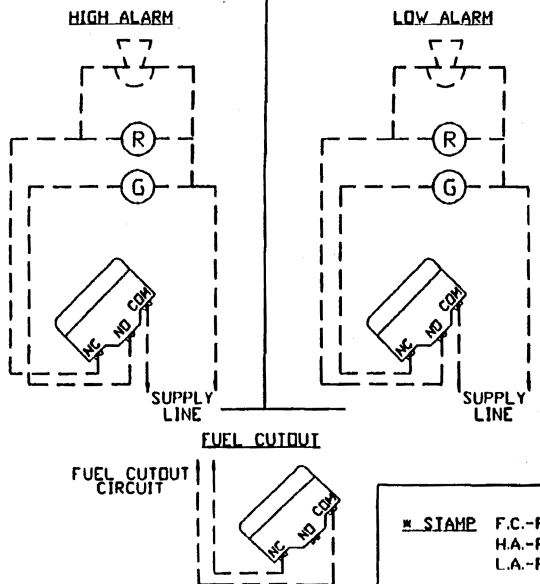 HIGH ALARM
R
G
NC NO COM
SUPPLY
LINE
LOW ALARM
R
G
NC NO COM
SUPPLY
LINE
FUEL CUTOUT
FUEL CUTOUT
CIRCUIT
NC NO COM
* STAMP F.C.-F
H.A.-F
L.A.-F